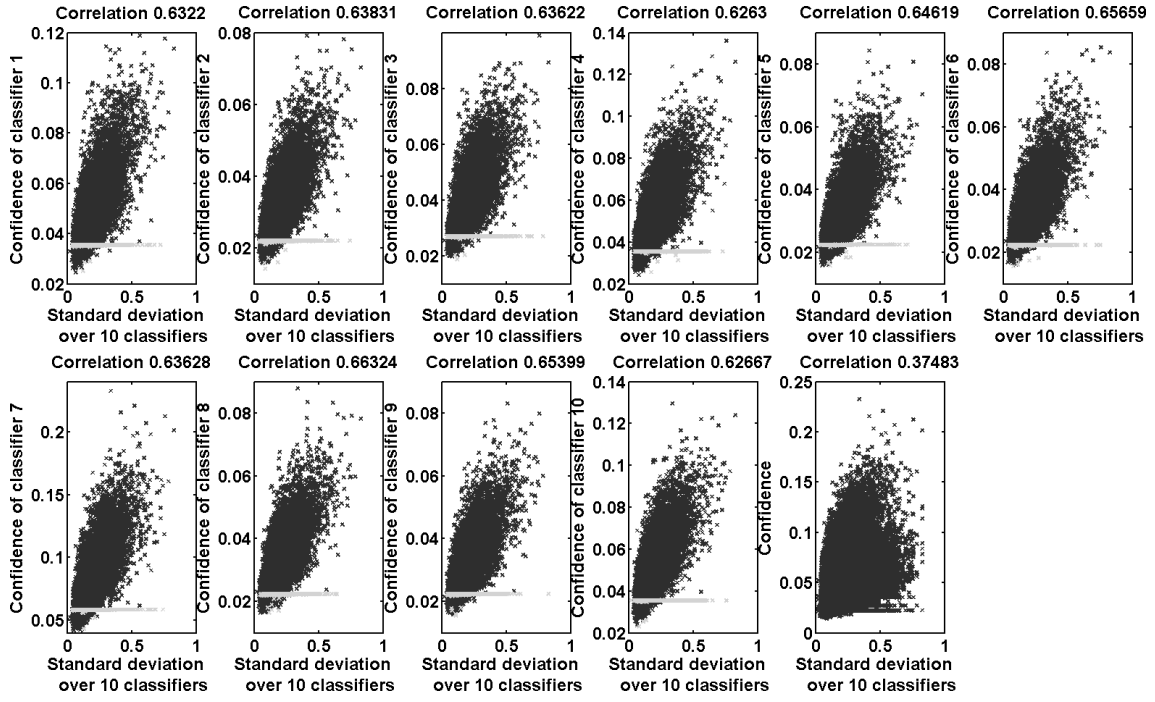 Correlation 0.6322
Confidence of classifier 1
0.12
0.1
0.08
0.06
0.04
0.02
0 0.5 1
Standard deviation
over 10 classifiers
Correlation 0.63831
Confidence of classifier 2
0.08
0.06
0.04
0.02
0 0.5 1
Standard deviation
over 10 classifiers
Correlation 0.63622
Confidence of classifier 3
0.08
0.06
0.04
0.02
0 0.5 1
Standard deviation
over 10 classifiers
Correlation 0.6263
Confidence of classifier 4
0.14
0.12
0.1
0.08
0.06
0.04
0.02
0 0.5 1
Standard deviation
over 10 classifiers
Correlation 0.64619
Confidence of classifier 5
0.08
0.06
0.04
0.02
0 0.5 1
Standard deviation
over 10 classifiers
Correlation 0.65659
Confidence of classifier 6
0.08
0.06
0.04
0.02
0 0.5 1
Standard deviation
over 10 classifiers
Correlation 0.63628
Confidence of classifier 7
0.2
0.15
0.1
0.05
0 0.5 1
Standard deviation
over 10 classifiers
Correlation 0.66324
Confidence of classifier 8
0.08
0.06
0.04
0.02
0 0.5 1
Standard deviation
over 10 classifiers
Correlation 0.65399
Confidence of classifier 9
0.08
0.06
0.04
0.02
0 0.5 1
Standard deviation
over 10 classifiers
Correlation 0.62667
Confidence of classifier 10
0.14
0.12
0.1
0.08
0.06
0.04
0.02
0 0.5 1
Standard deviation
over 10 classifiers
Correlation 0.37483
Confidence
0.25
0.2
0.15
0.1
0.05
0
0 0.5 1
Standard deviation
over 10 classifiers